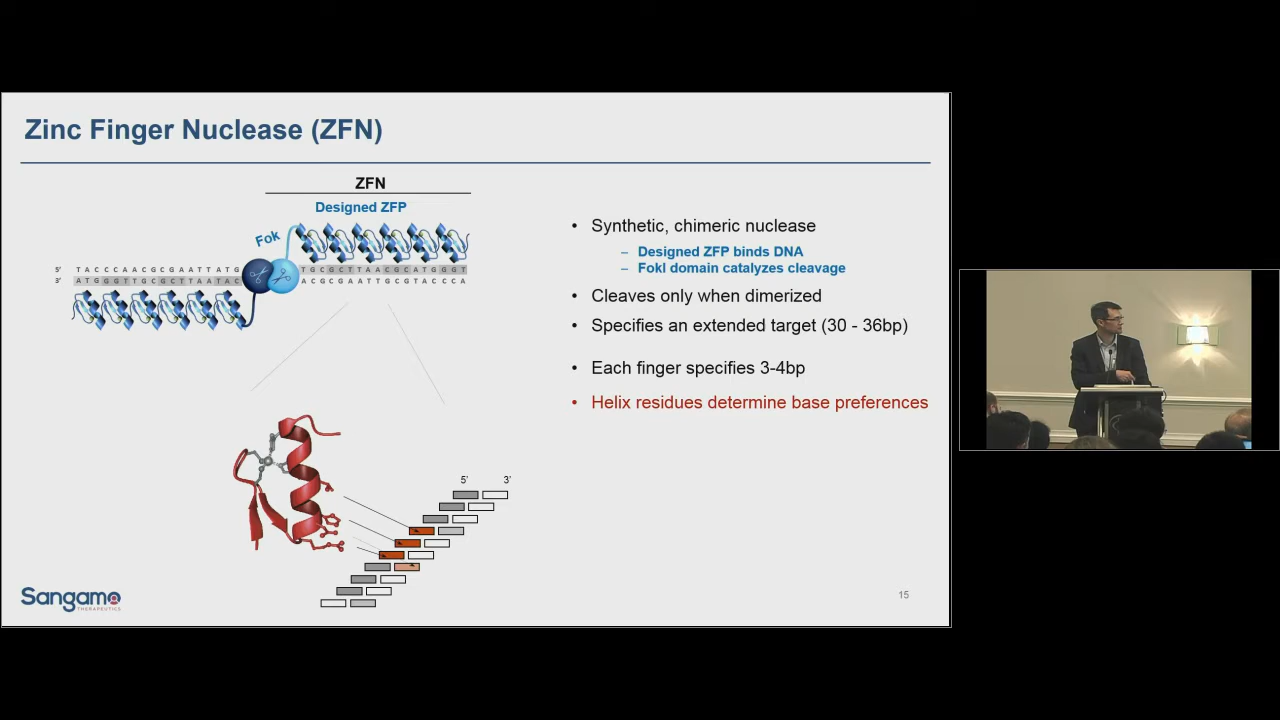 Zinc Finger Nuclease (ZFN)
ZFN
Designed ZFP
Fok
5' TACCCAACGCGAATTATG TGCGCTTAACGCATGGGT
3' ATGGGTTGCGCTTAATAC ACGCGAATTGCGTACCCA
• Synthetic, chimeric nuclease
– Designed ZFP binds DNA
– FokI domain catalyzes cleavage
• Cleaves only when dimerized
• Specifies an extended target (30 - 36bp)
• Each finger specifies 3-4bp
• Helix residues determine base preferences
5' 3'
Sangamo
THERAPEUTICS
15